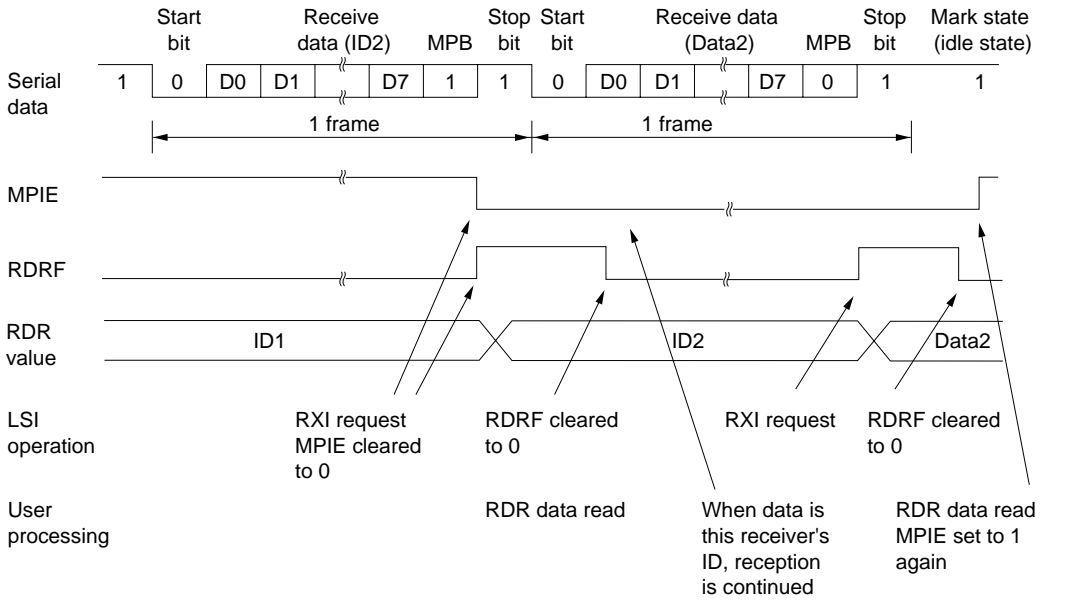 Start bit
Receive data (ID2)
MPB
Stop bit
Start bit
Receive data (Data2)
MPB
Stop bit
Mark state (idle state)
Serial data
1 0 D0 D1 D7 1 1 0 D0 D1 D7 0 1 1
1 frame
1 frame
MPIE
RDRF
RDR value
ID1
ID2
Data2
LSI operation
RXI request
MPIE cleared
to 0
RDRF cleared
to 0
RXI request
RDRF cleared
to 0
User processing
RDR data read
When data is
this receiver's
ID, reception
is continued
RDR data read
MPIE set to 1
again